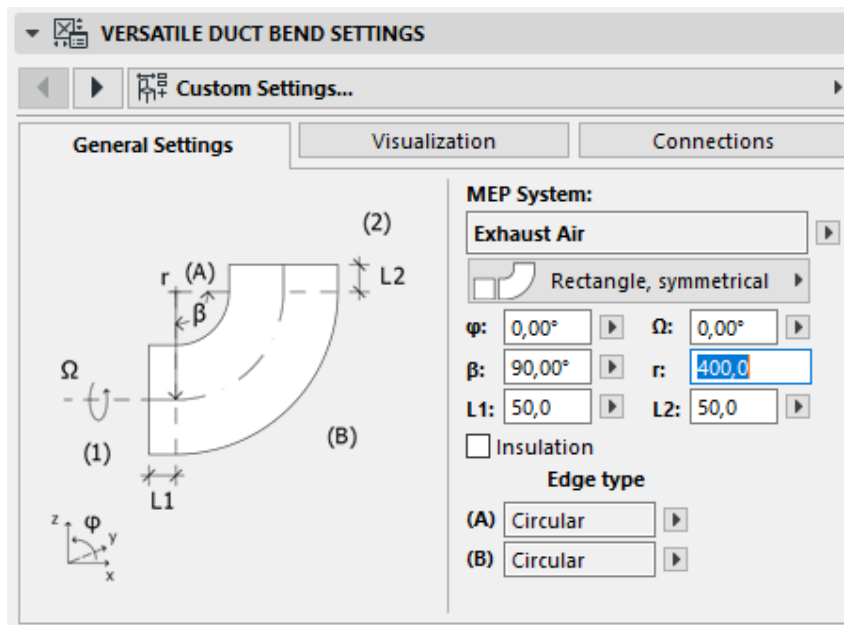 VERSATILE DUCT BEND SETTINGS
Custom Settings...
General Settings
Visualization
Connections
(2)
r (A)
L2
β
Ω
(1)
(B)
L1
z φ y
x
MEP System:
Exhaust Air
Rectangle, symmetrical
φ: 0,00° Ω: 0,00°
β: 90,00° r: 400,0
L1: 50,0 L2: 50,0
Insulation
Edge type
(A) Circular
(B) Circular